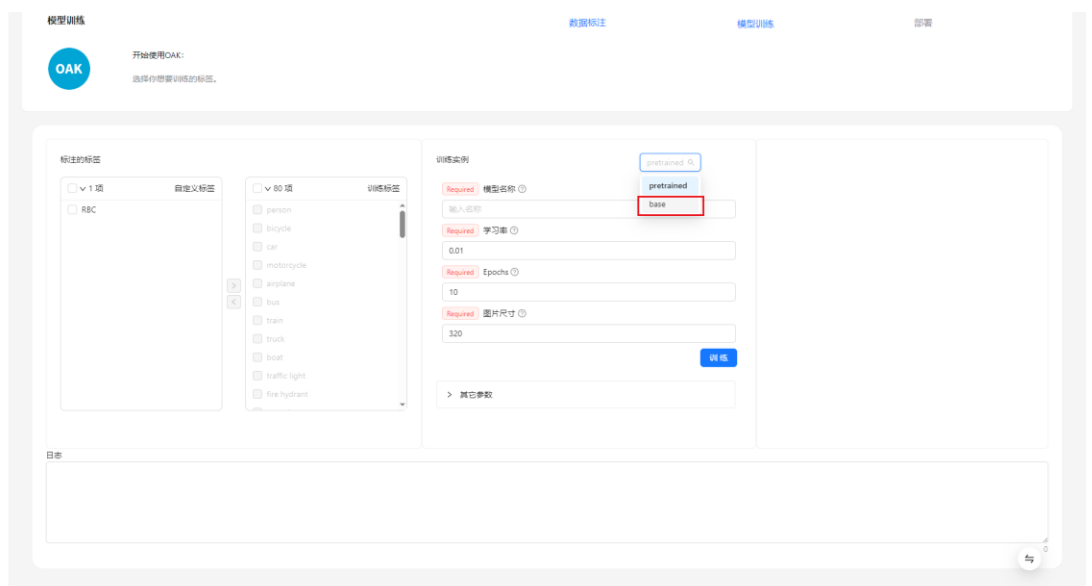 模型训练
数据标注
模型训练
部署
OAK
开始使用OAK:
选择你想要训练的标签。
标注的标签
1 项
自定义标签
RBC
80 项
训练标签
person
bicycle
car
motorcycle
airplane
bus
train
truck
boat
traffic light
fire hydrant
训练实例
pretrained
pretrained
base
Required 模型名称
输入名称
Required 学习率
0.01
Required Epochs
10
Required 图片尺寸
320
训 练
> 其它参数
日志
0